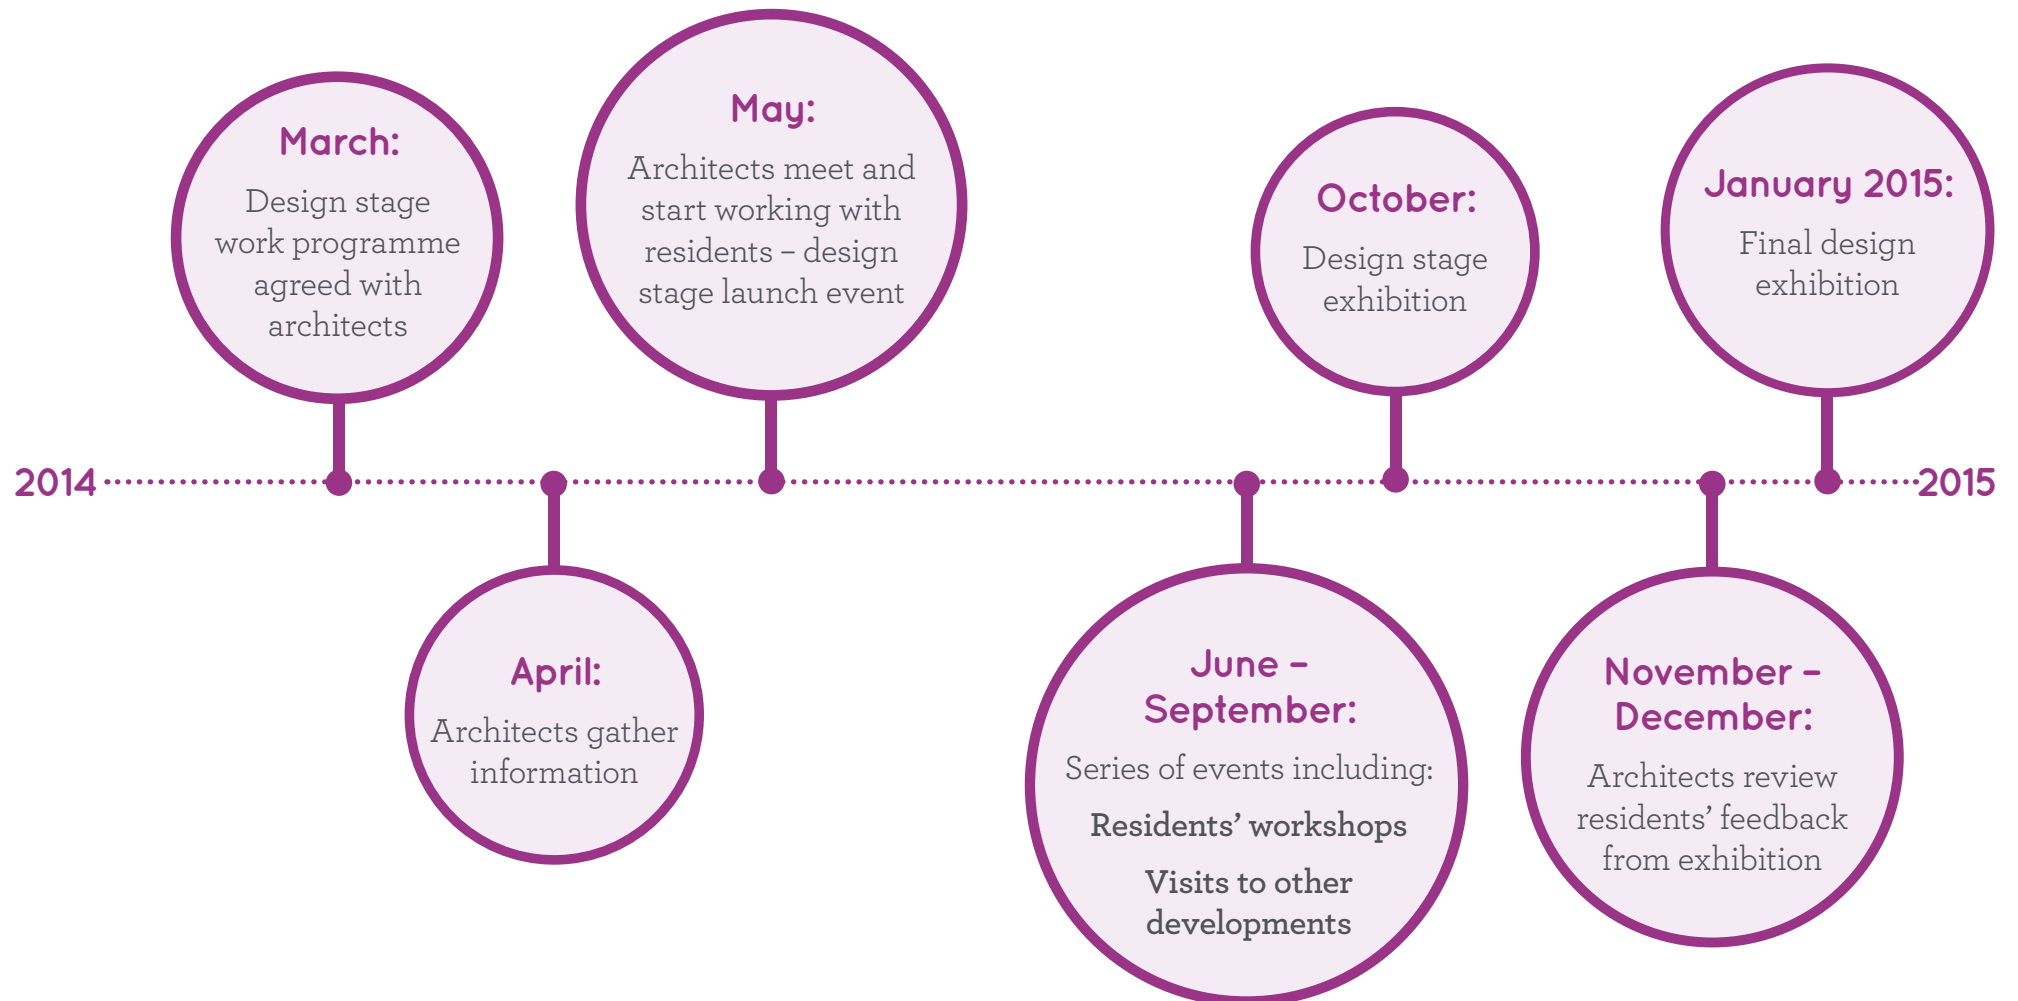 2014
March:
Design stage
work programme
agreed with
architects
April:
Architects gather
information
May:
Architects meet and
start working with
residents – design
stage launch event
June –
September:
Series of events including:
Residents’ workshops
Visits to other
developments
October:
Design stage
exhibition
November –
December:
Architects review
residents’ feedback
from exhibition
January 2015:
Final design
exhibition
2015